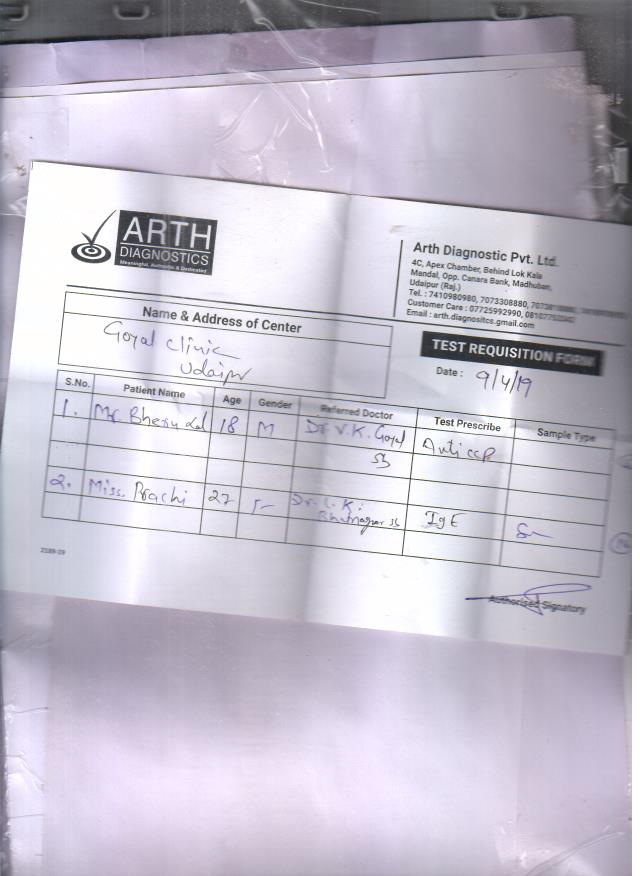 ARTH
DIAGNOSTICS
Meaningful, Authentic & Dedicated
Arth Diagnostic Pvt. Ltd.
4C, Apex Chamber, Behind Lok Kala
Mandal, Opp. Canara Bank, Madhuban,
Udaipur (Raj.)
Tel. : 7410980980, 7073308880,
Customer Care : 07725992990,
Email : arth.diagnositcs.gmail.com
Name & Address of Center
Goyal Clinic
Udaipur
TEST REQUISITION FORM
Date : 9/4/19
S.No. Patient Name Age Gender Referred Doctor Test Prescribe Sample Type
1. Mr. Bheru Lal 18 M Dr V.K. Goyal Anti CCP
2. Miss. Prachi 27 Dr. L.K. IgE
Bhatnagar
Authorised Signatory